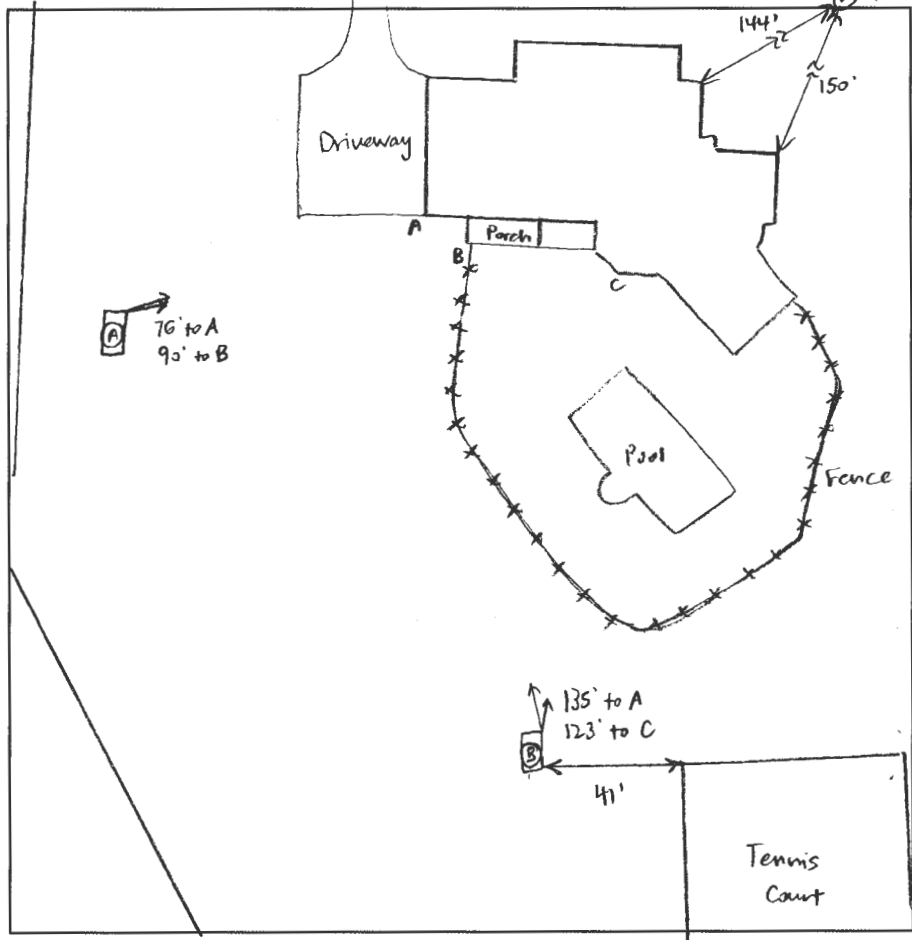 144'
150'
Driveway
A
Porch
B
C
A
76' to A
90' to B
Pool
Fence
135' to A
123' to C
B
41'
Tennis
Court